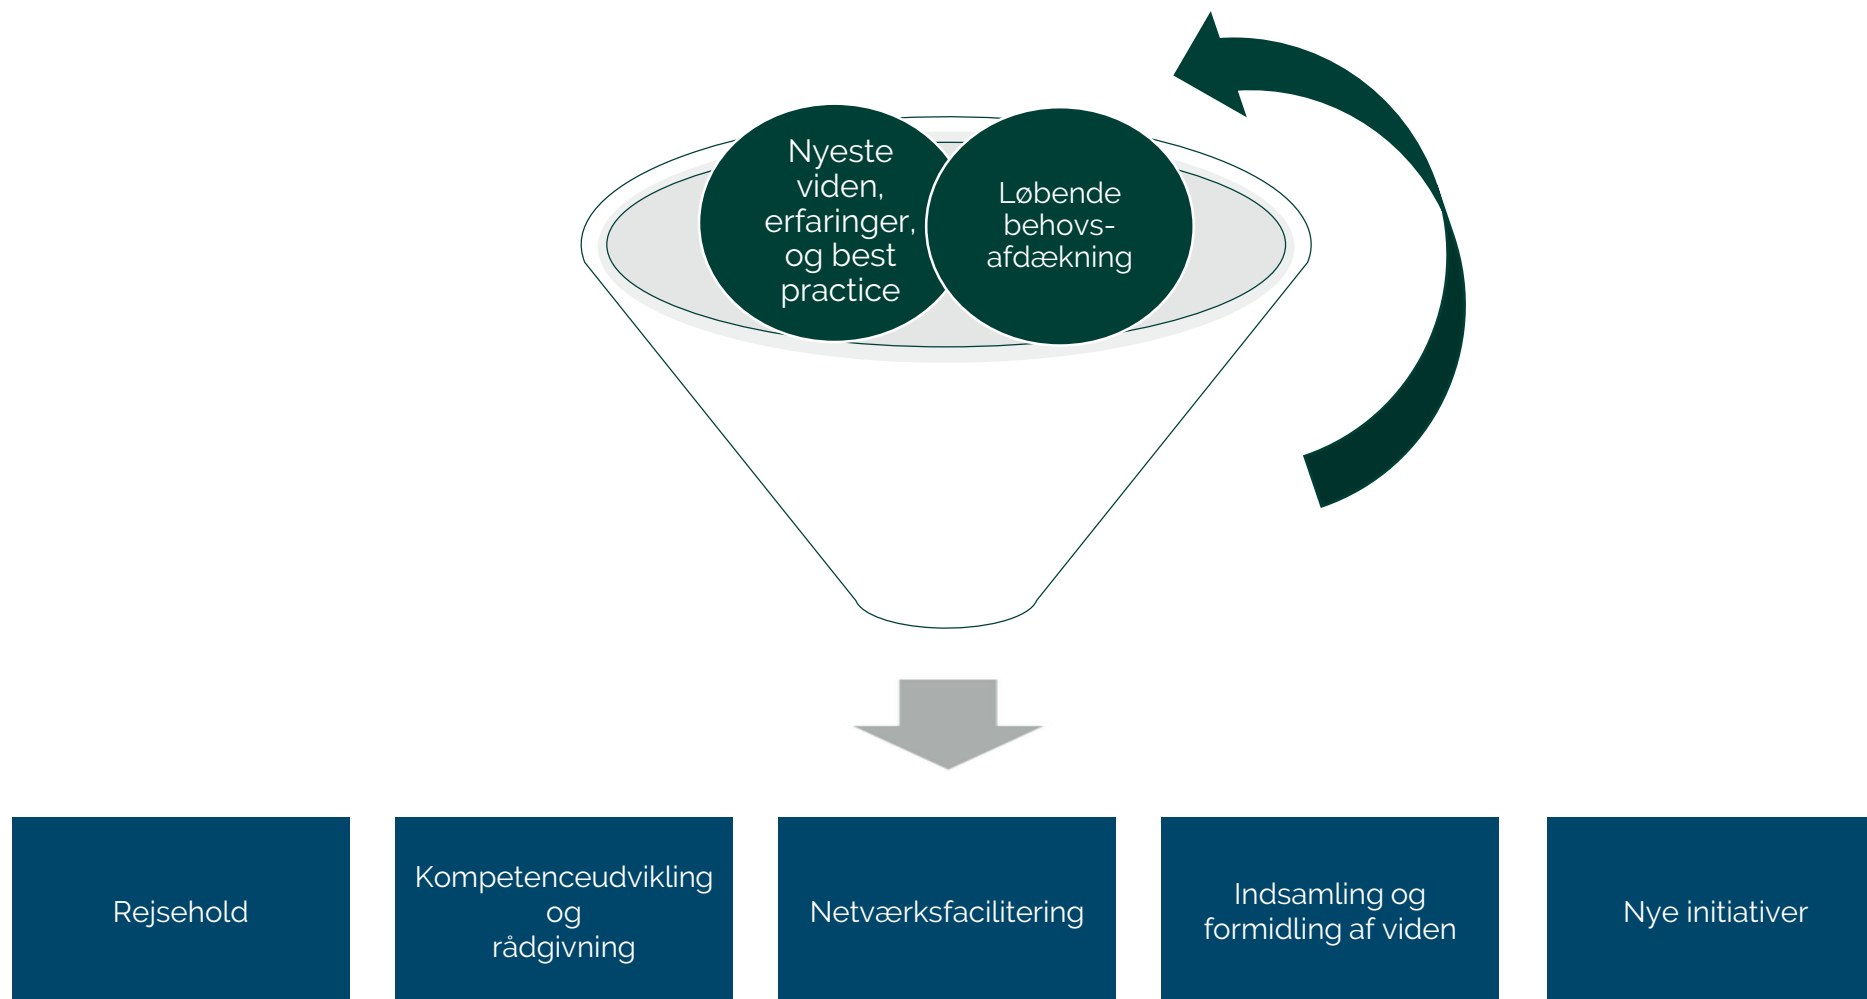 Nyeste
viden,
erfaringer,
og best
practice
Løbende
behovs-
afdækning
Rejsehold
Kompetenceudvikling
og
rådgivning
Netværksfacilitering
Indsamling og
formidling af viden
Nye initiativer